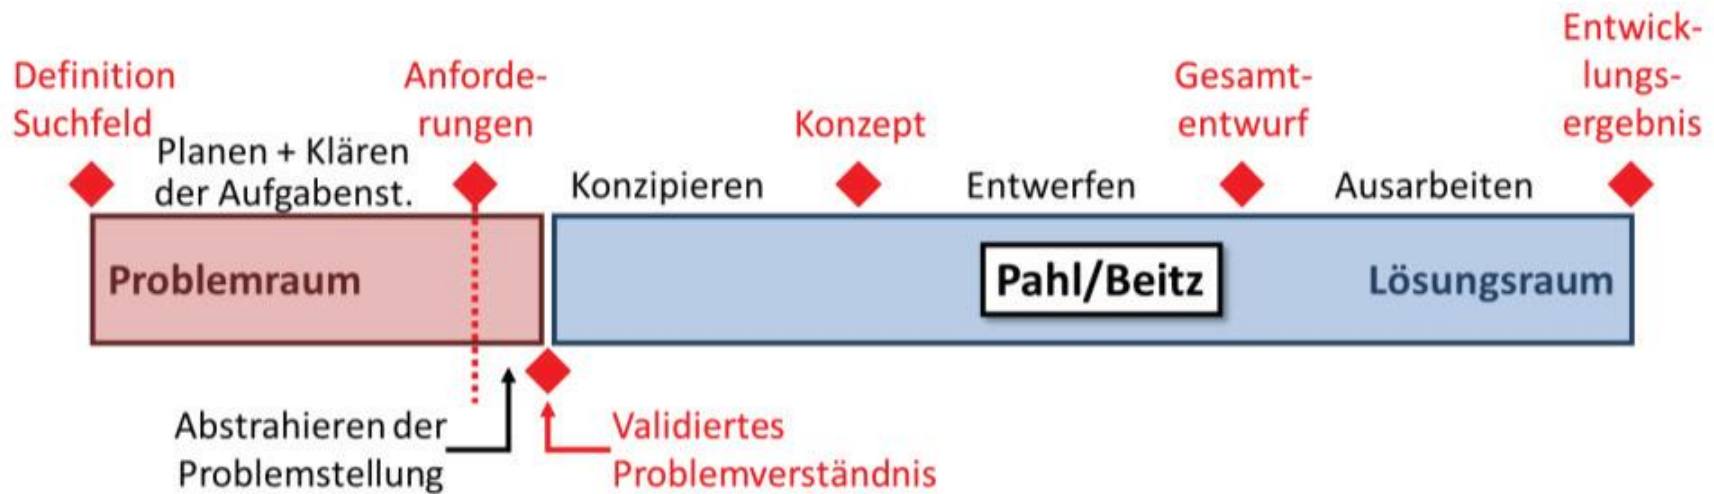 Definition
Suchfeld
Planen + Klären
der Aufgabenst.
Anforde-
rungen
Konzipieren
Konzept
Entwerfen
Gesamt-
entwurf
Ausarbeiten
Entwick-
lungs-
ergebnis
Problemraum
Pahl/Beitz
Lösungsraum
Abstrahieren der
Problemstellung
Validiertes
Problemverständnis